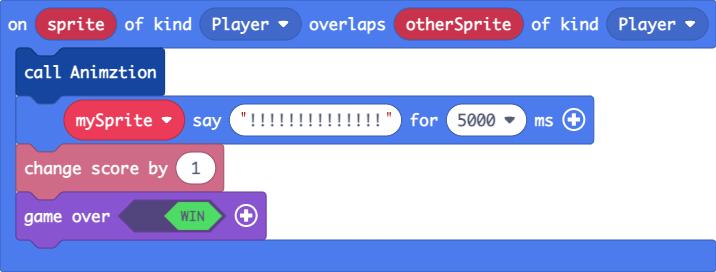 on sprite of kind Player overlaps otherSprite of kind Player
call Animztion
mySprite say "!!!!!!!!!!!!!!" for 5000 ms
change score by 1
game over WIN